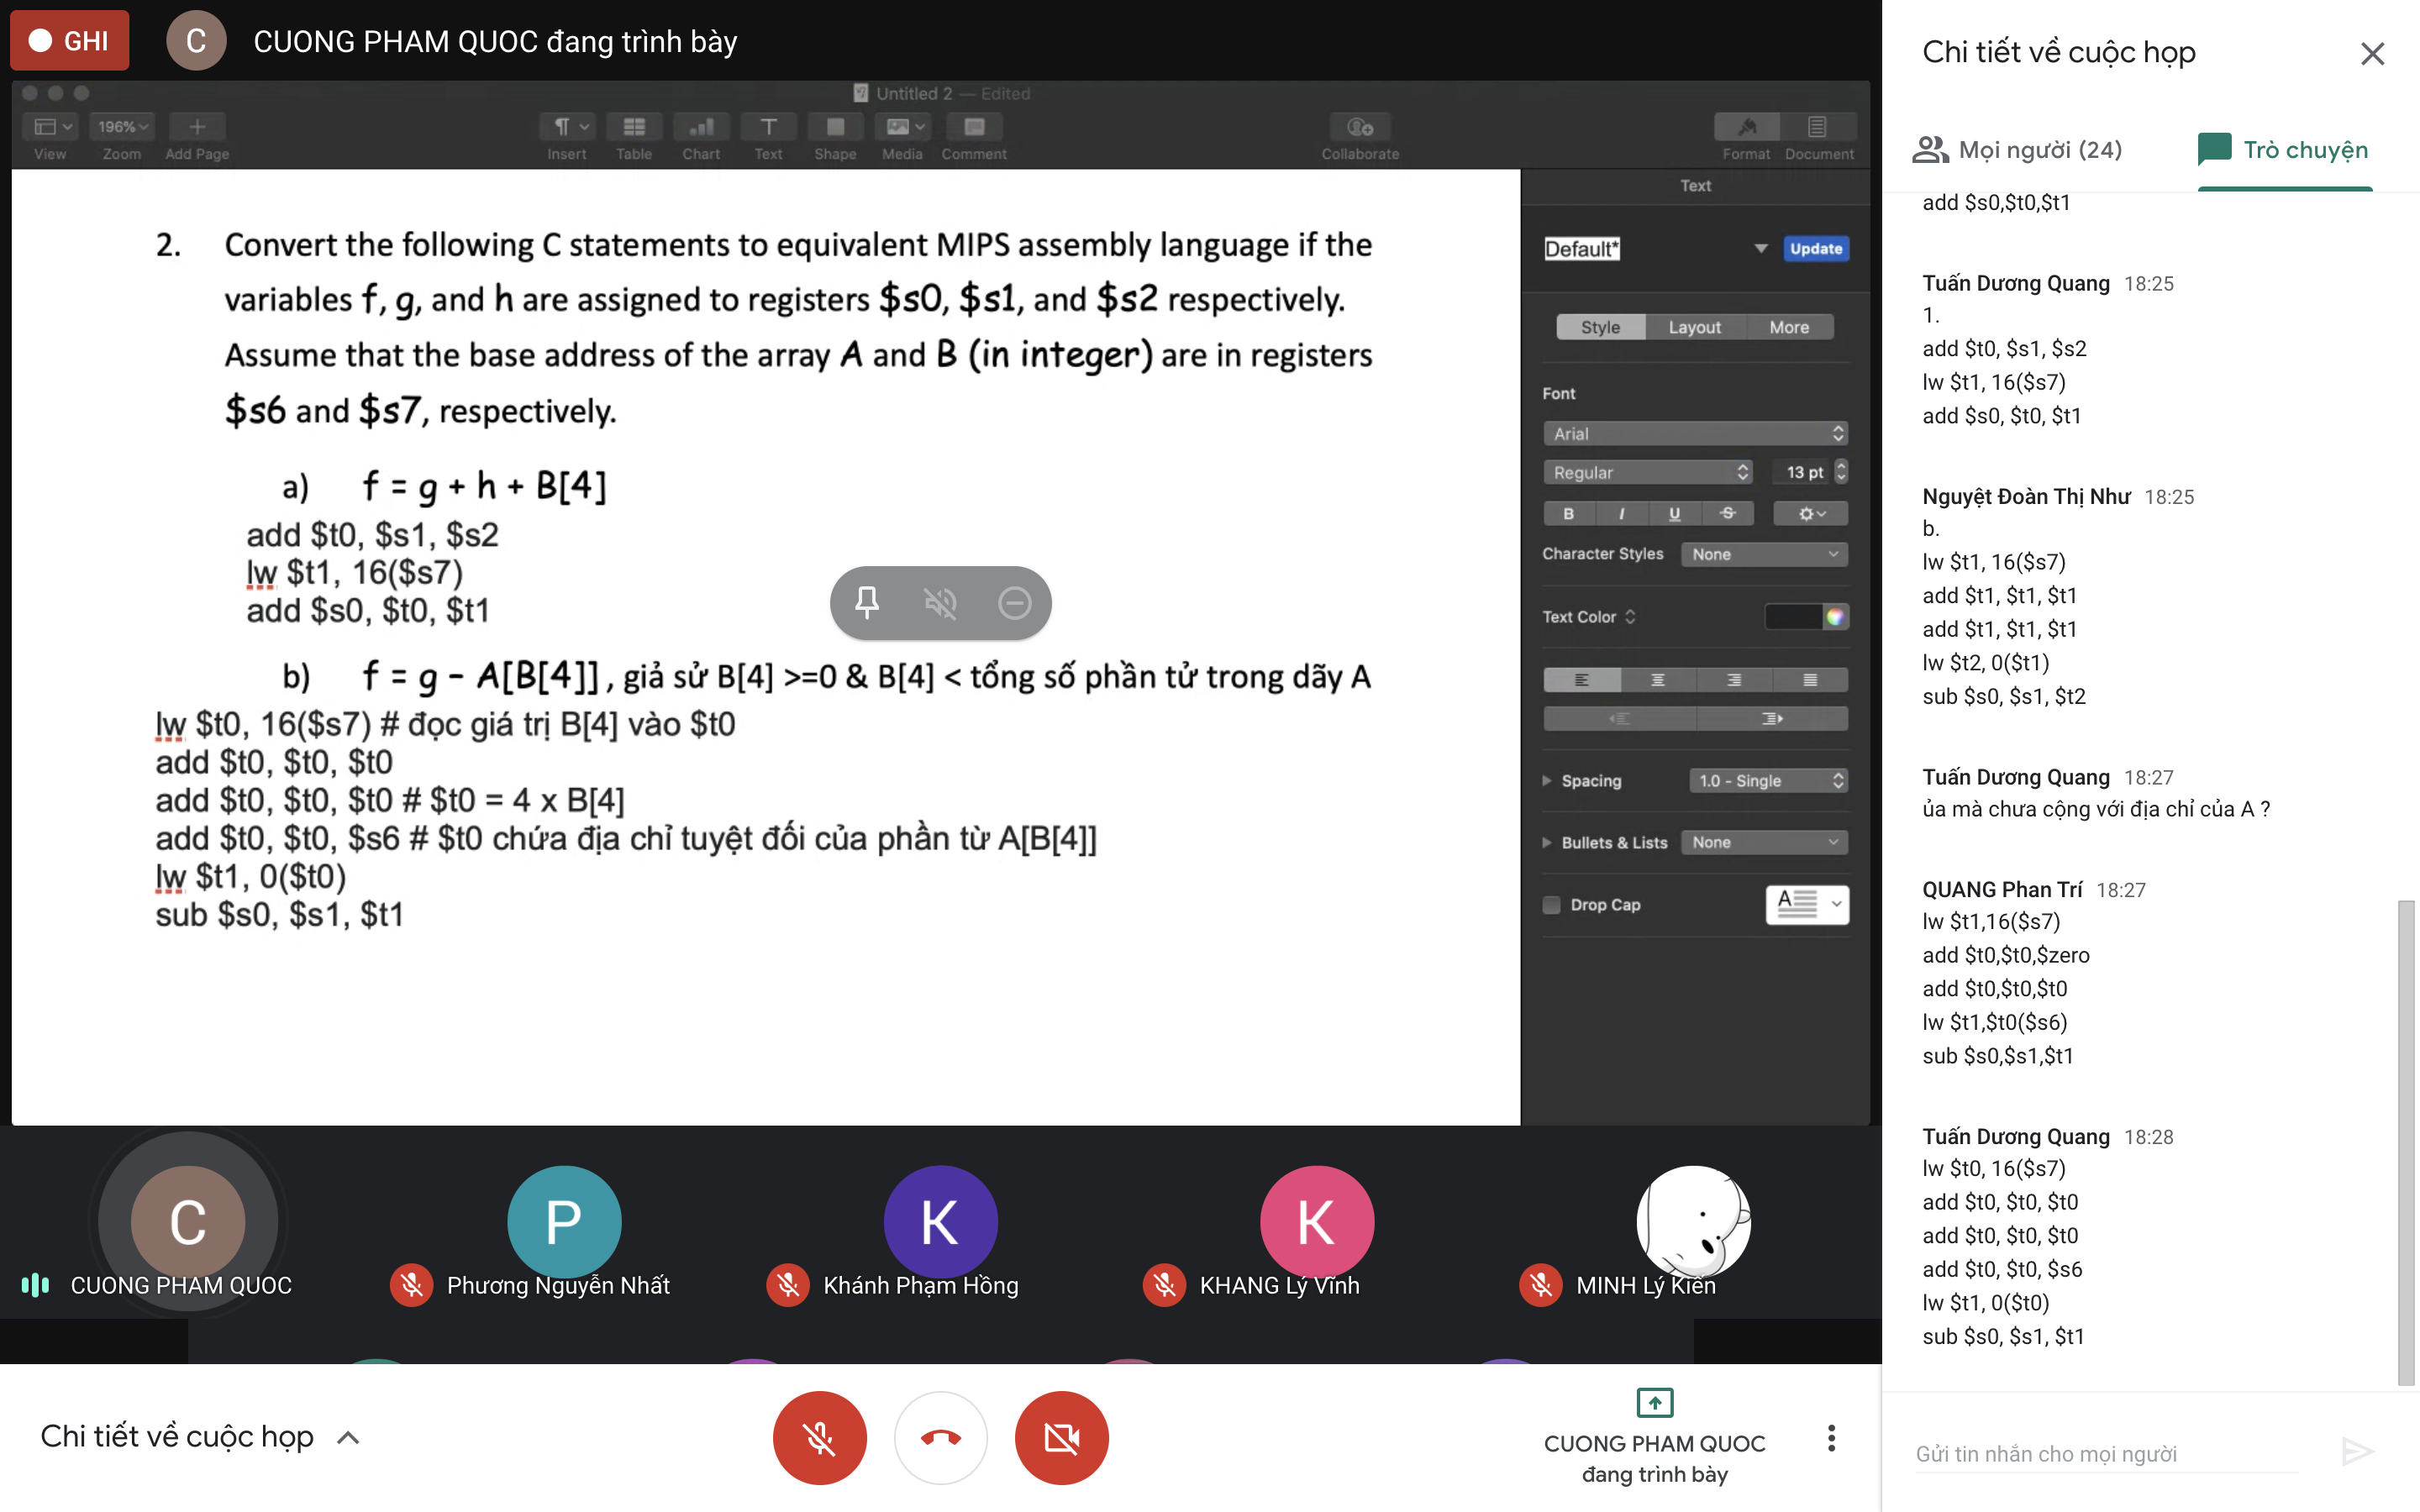 GHI
C
CUONG PHAM QUOC đang trình bày
Untitled 2 — Edited
196%
View
Zoom
Add Page
Insert
Table
Chart
Text
Shape
Media
Comment
Collaborate
Format
Document
2. Convert the following C statements to equivalent MIPS assembly language if the
variables f, g, and h are assigned to registers $s0, $s1, and $s2 respectively.
Assume that the base address of the array A and B (in integer) are in registers
$s6 and $s7, respectively.
a) f = g + h + B[4]
add $t0, $s1, $s2
lw $t1, 16($s7)
add $s0, $t0, $t1
b) f = g - A[B[4]], giả sử B[4] >=0 & B[4] < tổng số phần tử trong dãy A
lw $t0, 16($s7) # đọc giá trị B[4] vào $t0
add $t0, $t0, $t0
add $t0, $t0, $t0 # $t0 = 4 x B[4]
add $t0, $t0, $s6 # $t0 chứa địa chỉ tuyệt đối của phần từ A[B[4]]
lw $t1, 0($t0)
sub $s0, $s1, $t1
Text
Default*
Update
Style
Layout
More
Font
Arial
Regular
13 pt
B
I
U
S
Character Styles
None
Text Color
Spacing
1.0 - Single
Bullets & Lists
None
Drop Cap
A
C
CUONG PHAM QUOC
P
Phương Nguyễn Nhất
K
Khánh Phạm Hồng
K
KHANG Lý Vĩnh
MINH Lý Kiến
Chi tiết về cuộc họp
CUONG PHAM QUOC
đang trình bày
Chi tiết về cuộc họp
Mọi người (24)
Trò chuyện
add $s0,$t0,$t1
Tuấn Dương Quang 18:25
1.
add $t0, $s1, $s2
lw $t1, 16($s7)
add $s0, $t0, $t1
Nguyệt Đoàn Thị Như 18:25
b.
lw $t1, 16($s7)
add $t1, $t1, $t1
add $t1, $t1, $t1
lw $t2, 0($t1)
sub $s0, $s1, $t2
Tuấn Dương Quang 18:27
ủa mà chưa cộng với địa chỉ của A ?
QUANG Phan Trí 18:27
lw $t1,16($s7)
add $t0,$t0,$zero
add $t0,$t0,$t0
lw $t1,$t0($s6)
sub $s0,$s1,$t1
Tuấn Dương Quang 18:28
lw $t0, 16($s7)
add $t0, $t0, $t0
add $t0, $t0, $t0
add $t0, $t0, $s6
lw $t1, 0($t0)
sub $s0, $s1, $t1
Gửi tin nhắn cho mọi người